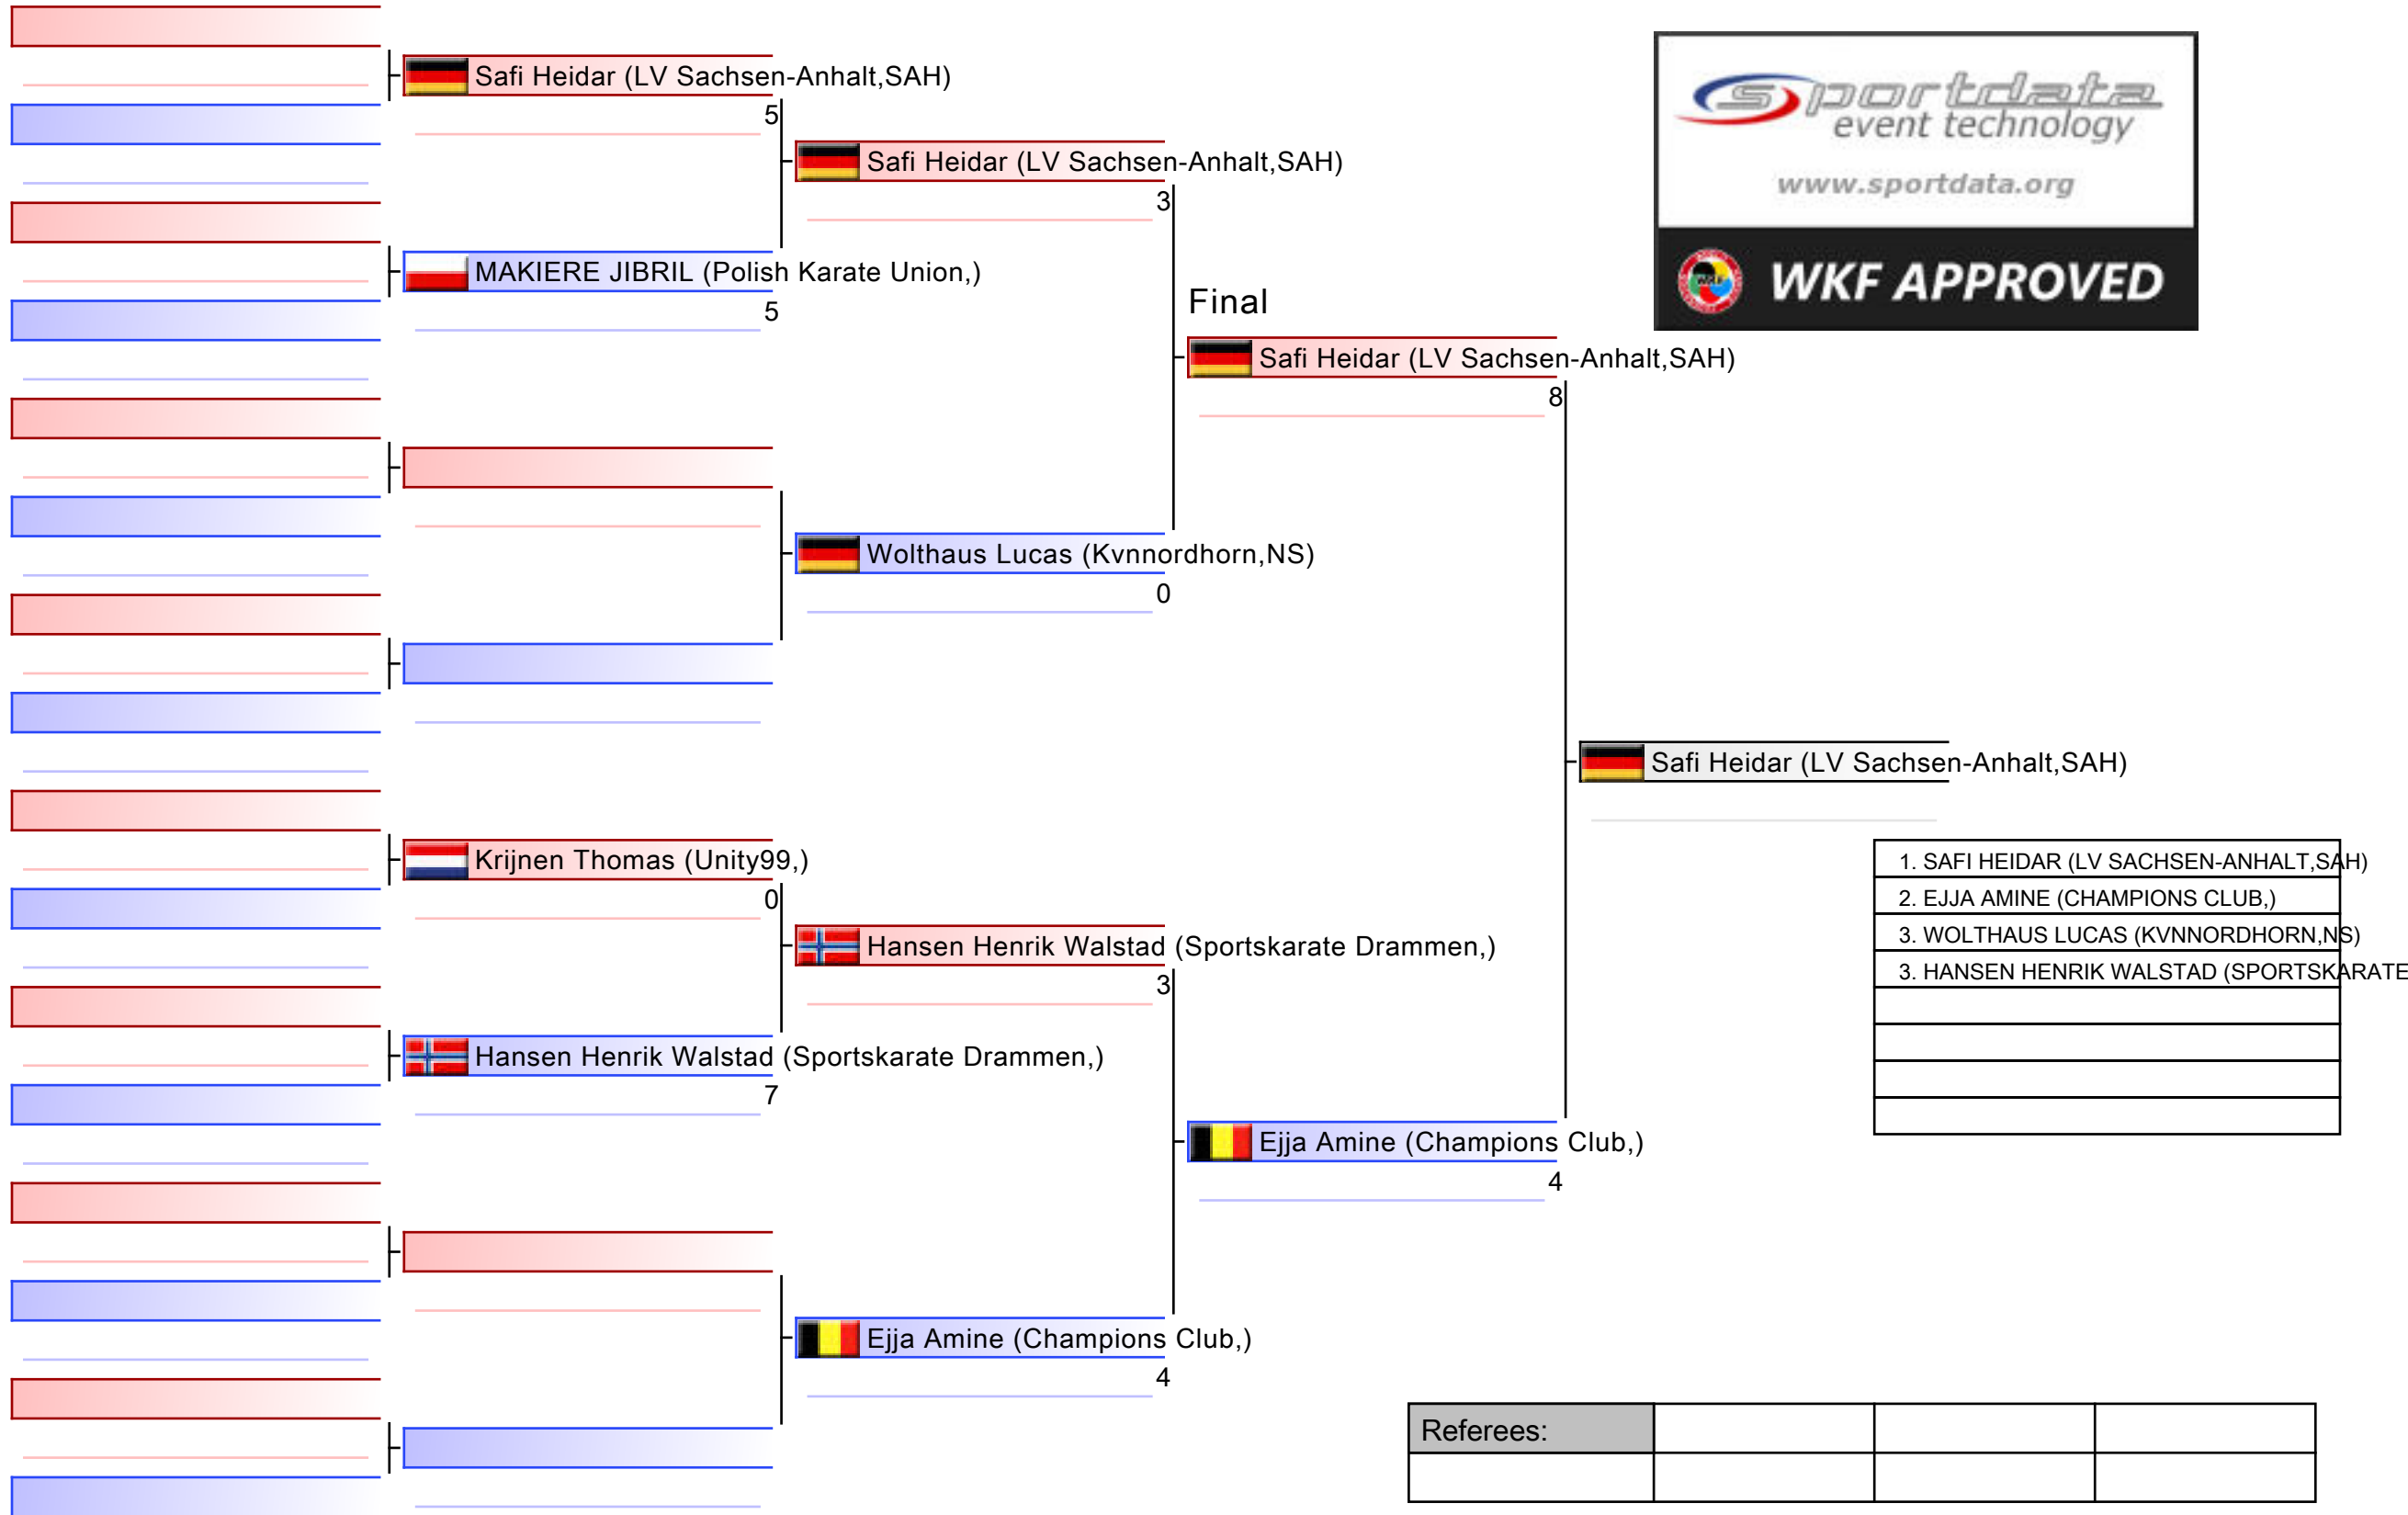 Safi Heidar (LV Sachsen-Anhalt,SAH)
5
MAKIERE JIBRIL (Polish Karate Union,)
5
Krijnen Thomas (Unity99,)
0
Hansen Henrik Walstad (Sportskarate Drammen,)
7
Safi Heidar (LV Sachsen-Anhalt,SAH)
3
Wolthaus Lucas (Kvnnordhorn,NS)
0
Hansen Henrik Walstad (Sportskarate Drammen,)
3
Ejja Amine (Champions Club,)
4
Final
Safi Heidar (LV Sachsen-Anhalt,SAH)
8
Ejja Amine (Champions Club,)
4
Safi Heidar (LV Sachsen-Anhalt,SAH)
sportdata
event technology
www.sportdata.org
WKF
WKF APPROVED
1. SAFI HEIDAR (LV SACHSEN-ANHALT,SAH)
2. EJJA AMINE (CHAMPIONS CLUB,)
3. WOLTHAUS LUCAS (KVNNORDHORN,NS)
3. HANSEN HENRIK WALSTAD (SPORTSKARATE
Referees: